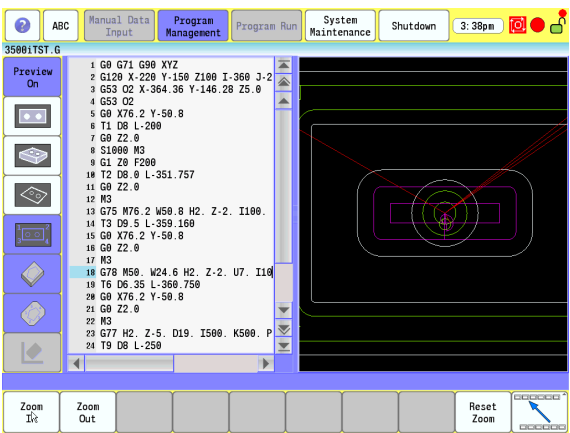 ?
ABC
Manual Data
Input
Program
Management
Program Run
System
Maintenance
Shutdown
3:38pm
3500iTST.G
Preview
On
1 G0 G71 G90 XYZ
2 G120 X-220 Y-150 Z100 I-360 J-2
3 G53 O2 X-364.36 Y-146.28 Z5.0
4 G53 O2
5 G0 X76.2 Y-50.8
6 T1 D8 L-200
7 G0 Z2.0
8 S1000 M3
9 G1 Z0 F200
10 T2 D8.0 L-351.757
11 G0 Z2.0
12 M3
13 G75 M76.2 W50.8 H2. Z-2. I100.
14 T3 D9.5 L-359.160
15 G0 X76.2 Y-50.8
16 G0 Z2.0
17 M3
18 G78 M50. W24.6 H2. Z-2. U7. I10
19 T6 D6.35 L-360.750
20 G0 X76.2 Y-50.8
21 G0 Z2.0
22 M3
23 G77 H2. Z-5. D19. I500. K500. P
24 T9 D8 L-250
Zoom
In
Zoom
Out
Reset
Zoom